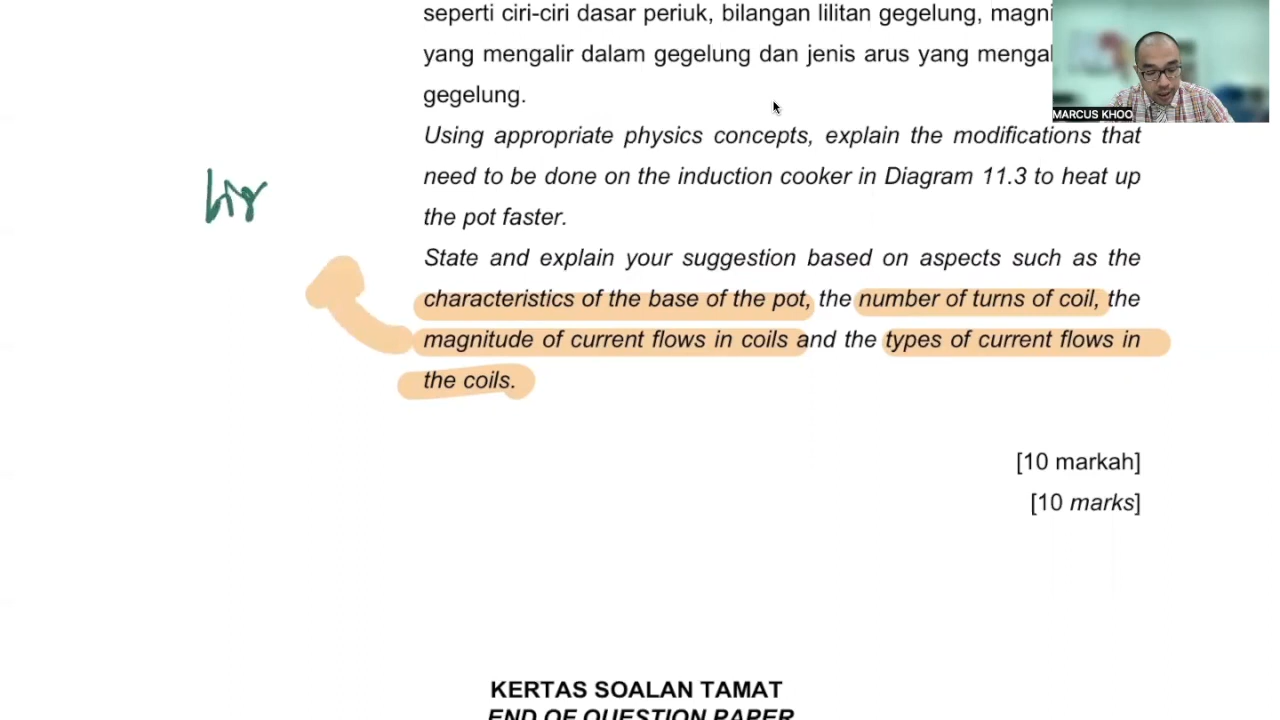 seperti ciri-ciri dasar periuk, bilangan lilitan gegelung,
yang mengalir dalam gegelung dan jenis arus yang
gegelung.
MARCUS KHOO
Using appropriate physics concepts, explain the modifications that
need to be done on the induction cooker in Diagram 11.3 to heat up
the pot faster.
State and explain your suggestion based on aspects such as the
characteristics of the base of the pot, the number of turns of coil, the
magnitude of current flows in coils and the types of current flows in
the coils.
[10 markah]
[10 marks]
KERTAS SOALAN TAMAT
END OF QUESTION PAPER